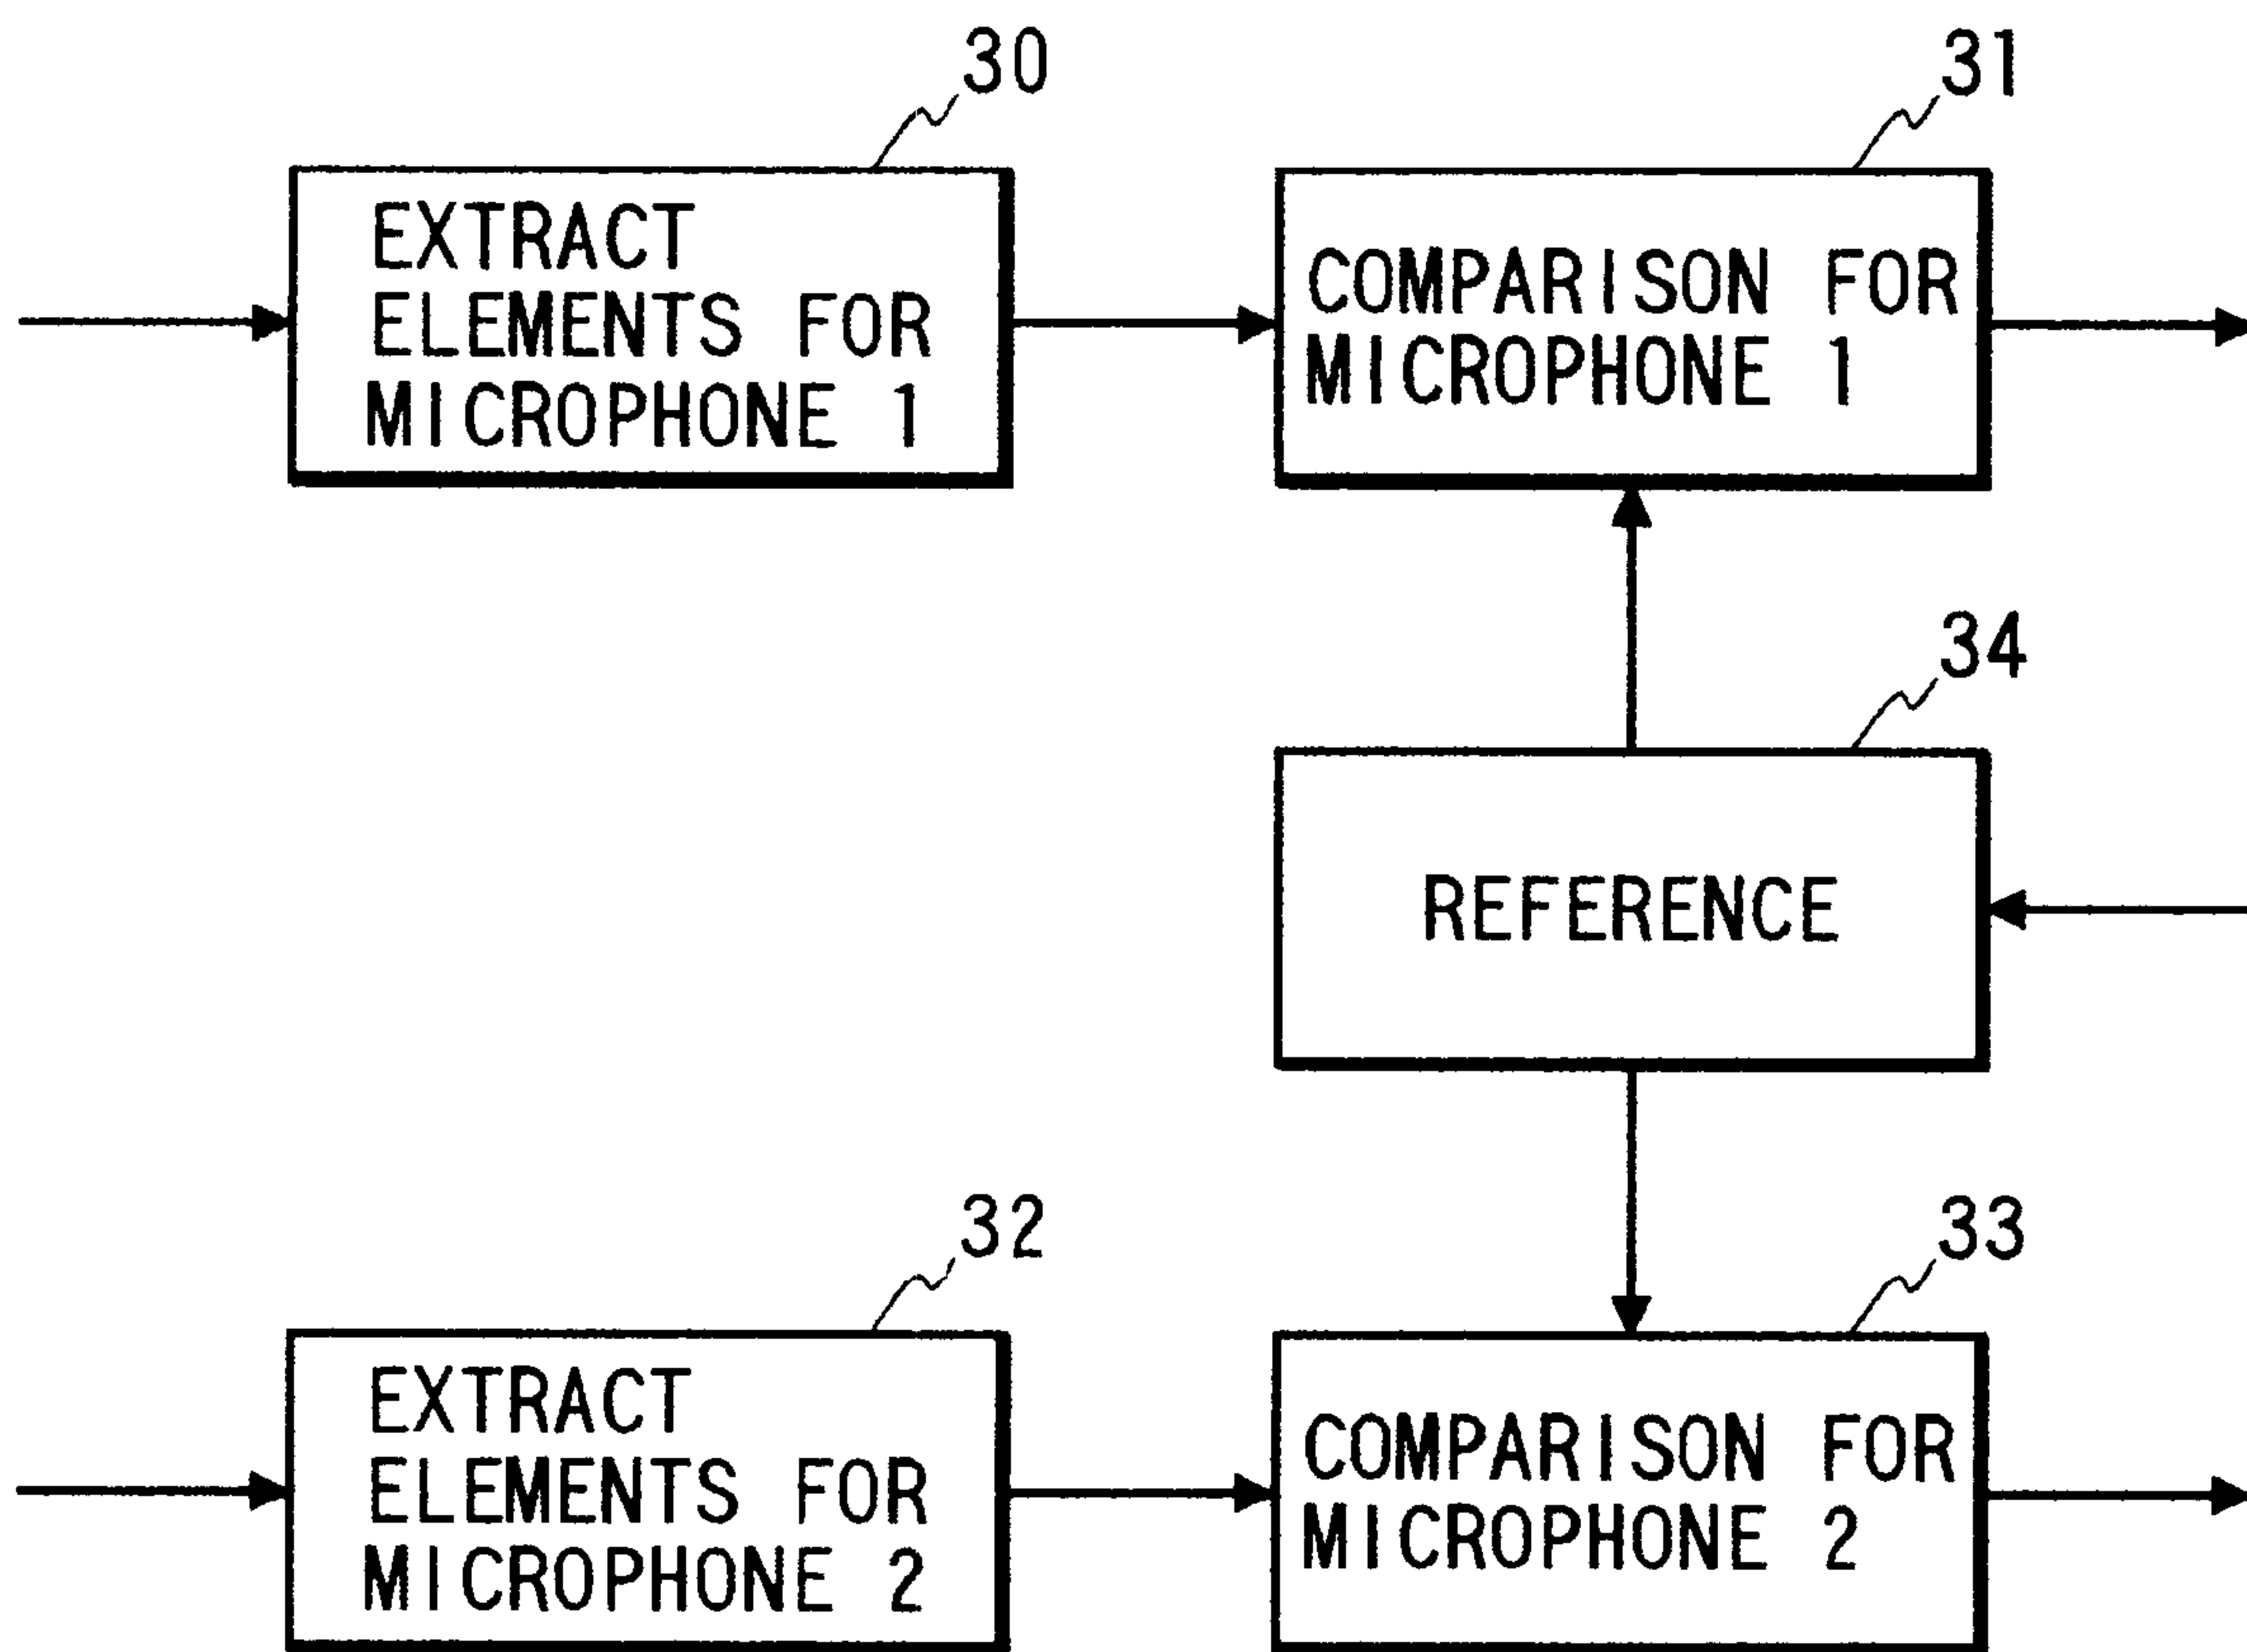 30
EXTRACT
ELEMENTS FOR
MICROPHONE 1
31
COMPARISON FOR
MICROPHONE 1
34
REFERENCE
32
EXTRACT
ELEMENTS FOR
MICROPHONE 2
33
COMPARISON FOR
MICROPHONE 2